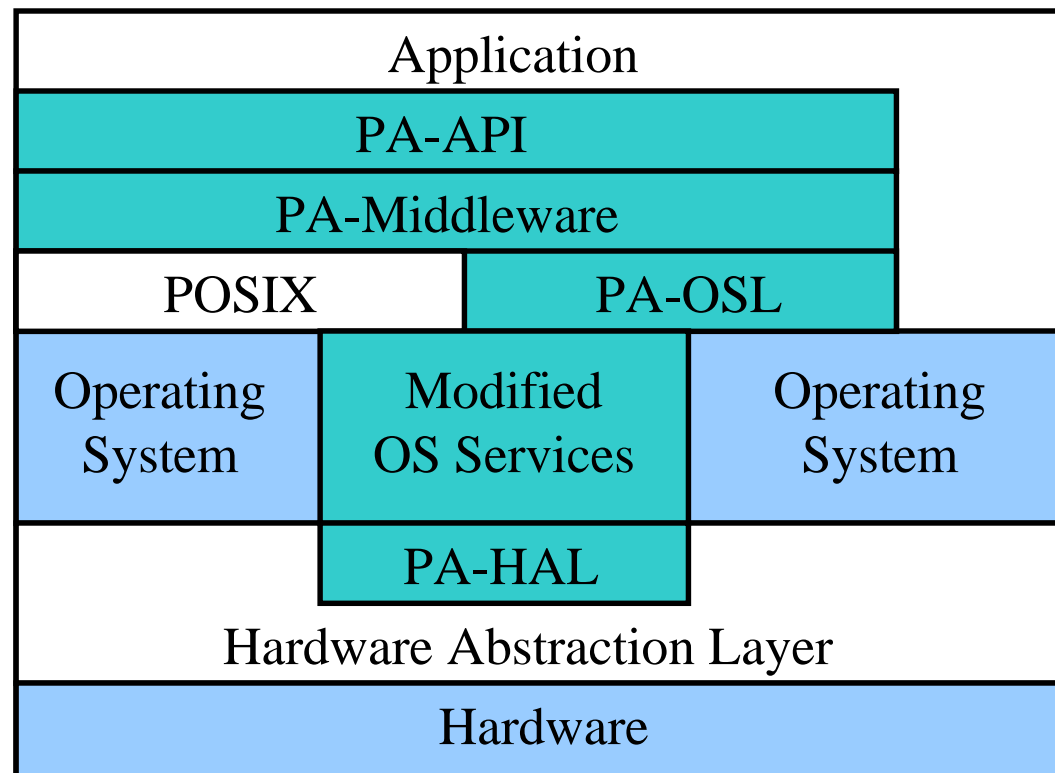 Application
PA-API
PA-Middleware
POSIX
PA-OSL
Operating
System
Modified
OS Services
Operating
System
PA-HAL
Hardware Abstraction Layer
Hardware